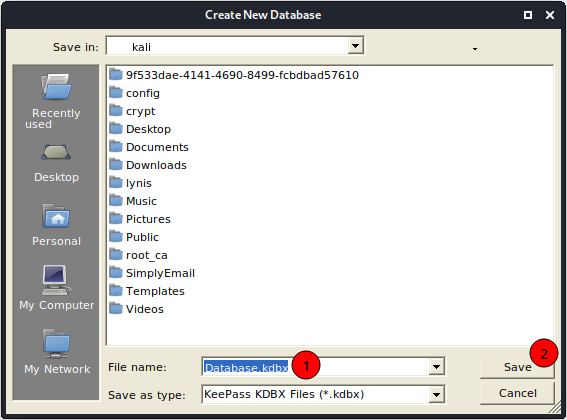 Create New Database
Save in: kali
Recently
used
Desktop
Personal
My Computer
My Network
9f533dae-4141-4690-8499-fcbdbad57610
config
crypt
Desktop
Documents
Downloads
lynis
Music
Pictures
Public
root_ca
SimplyEmail
Templates
Videos
File name: Database.kdbx 1
Save 2
Save as type: KeePass KDBX Files (*.kdbx)
Cancel